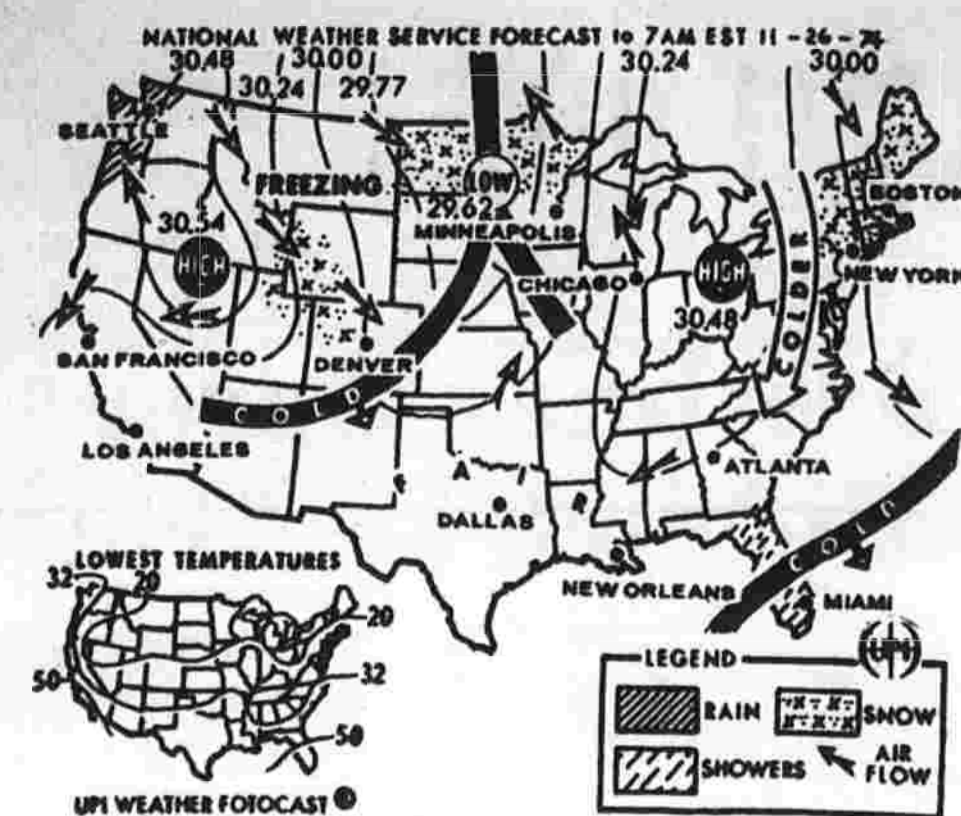 NATIONAL WEATHER SERVICE FORECAST to 7AM EST 11 - 26 - 74
30.48 30.00 30.24 30.00
30.24 29.77
SEATTLE
FREEZING
LOW
29.62
MINNEAPOLIS
BOSTON
30.54
HIGH
CHICAGO
HIGH
COLDER
NEW YORK
30.48
SAN FRANCISCO
DENVER
COLD
LOS ANGELES
ATLANTA
F A I R
DALLAS
COLD
NEW ORLEANS
MIAMI
LOWEST TEMPERATURES
32 20
20
50
32
50
UPI WEATHER FOTOCAST ©
UPI
LEGEND
RAIN
SNOW
SHOWERS
AIR
FLOW